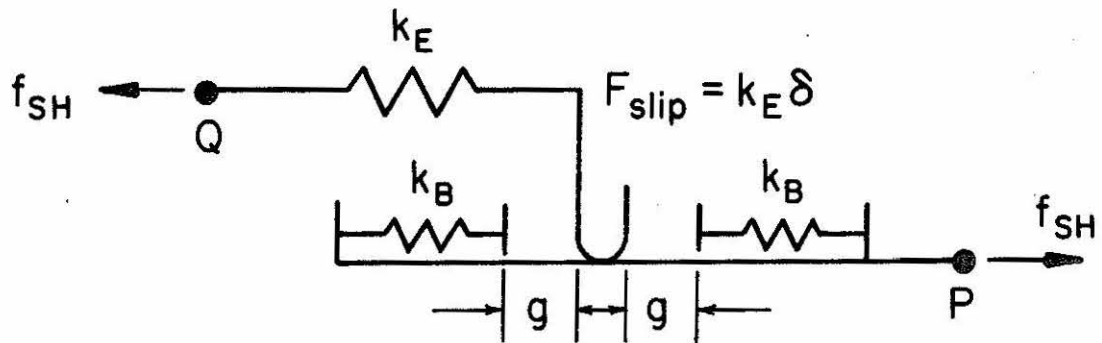 k_E
f_SH
F_slip = k_E δ
Q
k_B
k_B
f_SH
P
g
g